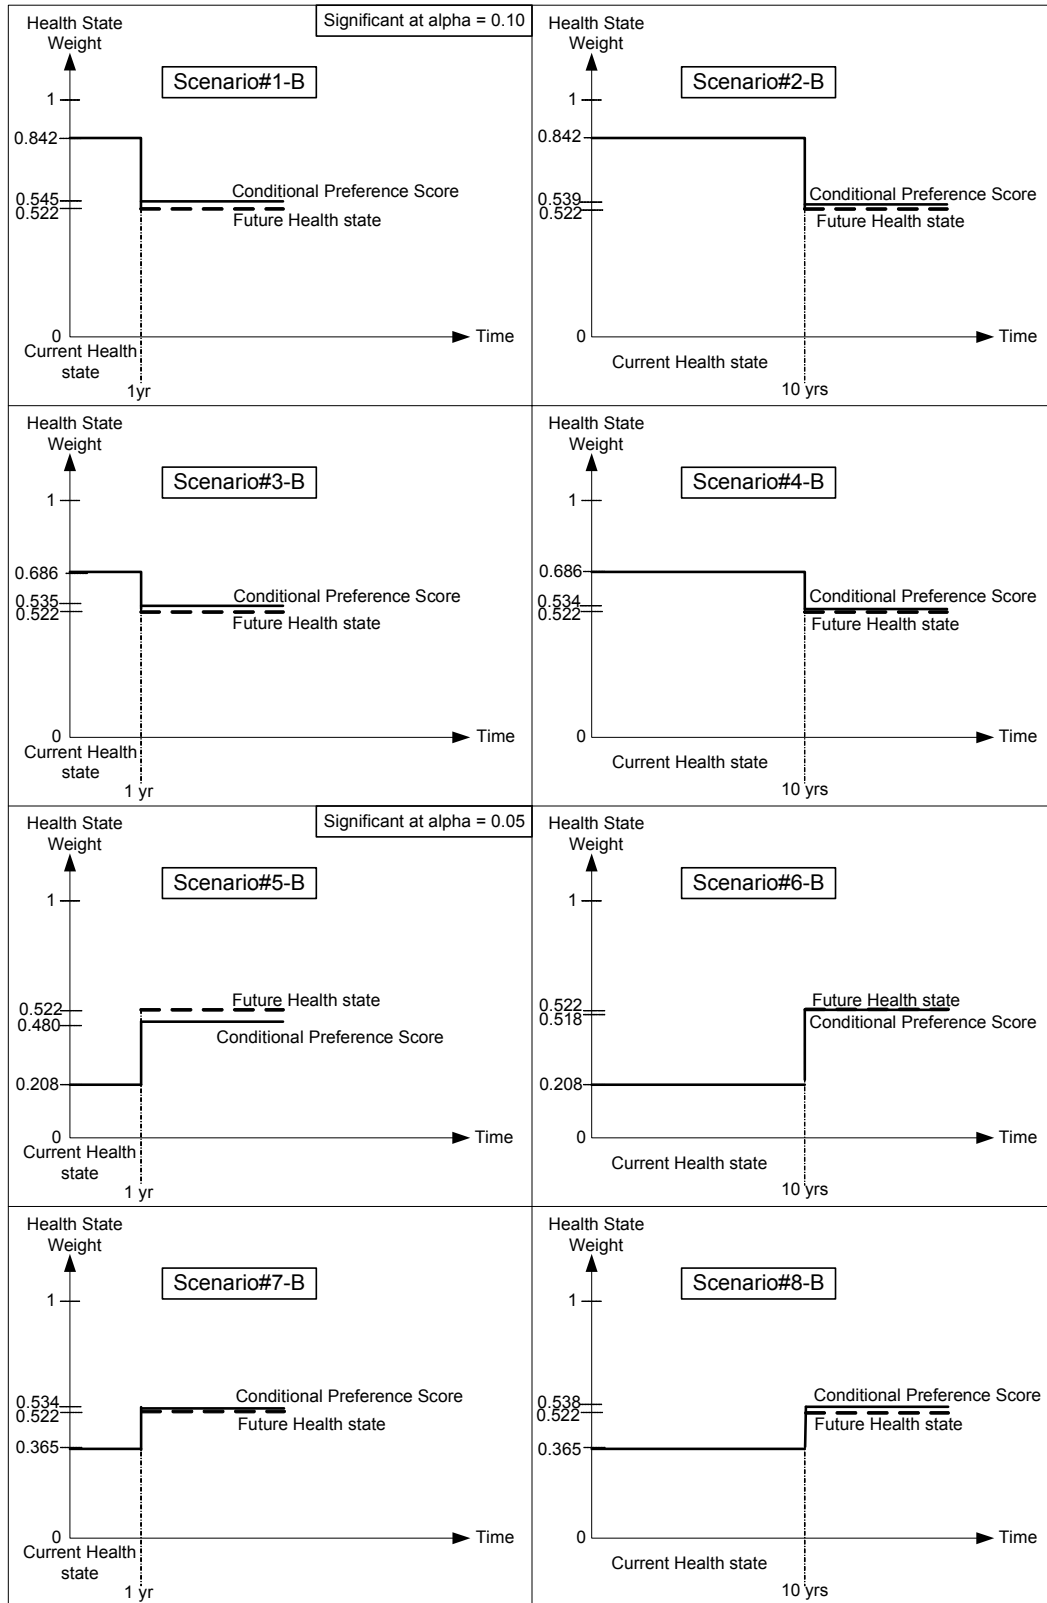 Health State
Weight
Significant at alpha = 0.10
Scenario#1-B
1
0.842
0.545
0.522
Conditional Preference Score
Future Health state
0
Time
Current Health
state
1yr
Health State
Weight
Scenario#2-B
1
0.842
0.539
0.522
Conditional Preference Score
Future Health state
0
Time
Current Health state
10 yrs
Health State
Weight
Scenario#3-B
1
0.686
0.535
0.522
Conditional Preference Score
Future Health state
0
Time
Current Health
state
1 yr
Health State
Weight
Scenario#4-B
1
0.686
0.534
0.522
Conditional Preference Score
Future Health state
0
Time
Current Health state
10 yrs
Health State
Weight
Significant at alpha = 0.05
Scenario#5-B
1
0.522
0.480
Future Health state
Conditional Preference Score
0.208
0
Time
Current Health
state
1 yr
Health State
Weight
Scenario#6-B
1
0.522
0.518
Future Health state
Conditional Preference Score
0.208
0
Time
Current Health state
10 yrs
Health State
Weight
Scenario#7-B
1
0.534
0.522
Conditional Preference Score
Future Health state
0.365
0
Time
Current Health
state
1 yr
Health State
Weight
Scenario#8-B
1
0.538
0.522
Conditional Preference Score
Future Health state
0.365
0
Time
Current Health state
10 yrs